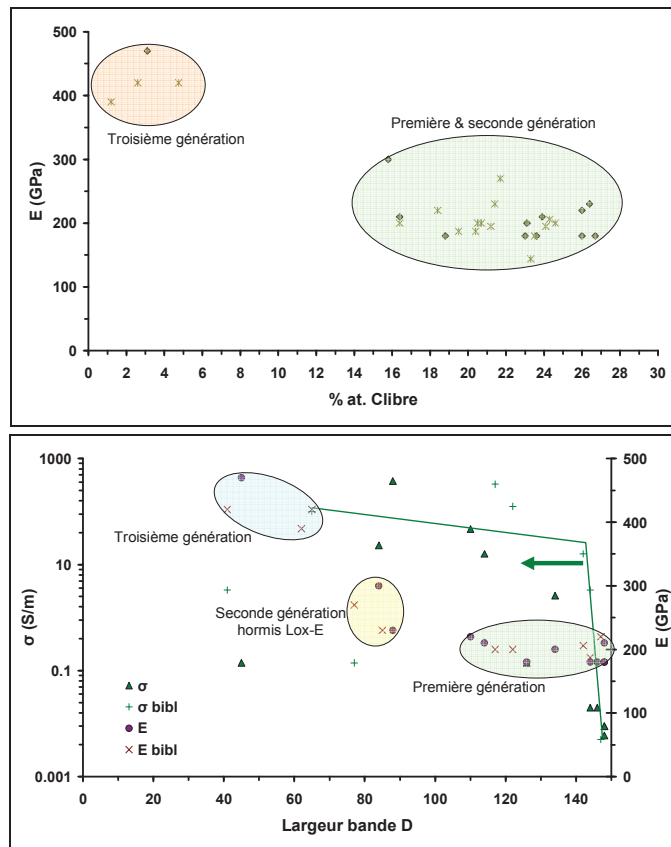 500
400
300
200
100
0
E (GPa)
Troisième génération
Première & seconde génération
0 2 4 6 8 10 12 14 16 18 20 22 24 26 28 30
% at. Clibre
1000
10
0.1
0.001
σ (S/m)
500
400
300
200
100
0
E (GPa)
Troisième génération
Seconde génération
hormis Lox-E
Première génération
σ
σ bibl
E
E bibl
0 20 40 60 80 100 120 140
Largeur bande D